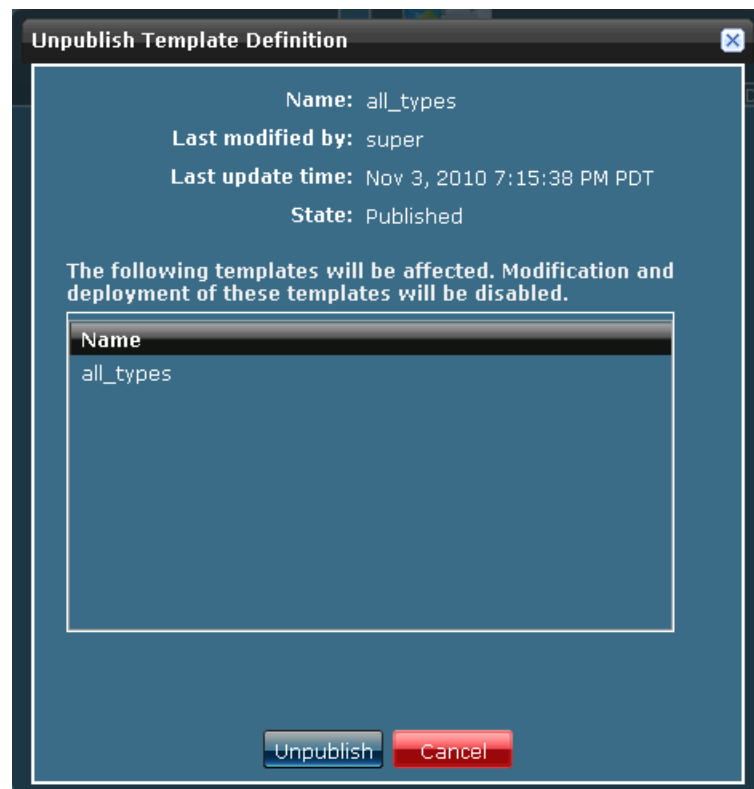 Unpublish Template Definition
Name: all_types
Last modified by: super
Last update time: Nov 3, 2010 7:15:38 PM PDT
State: Published
The following templates will be affected. Modification and
deployment of these templates will be disabled.
Name
all_types
Unpublish Cancel